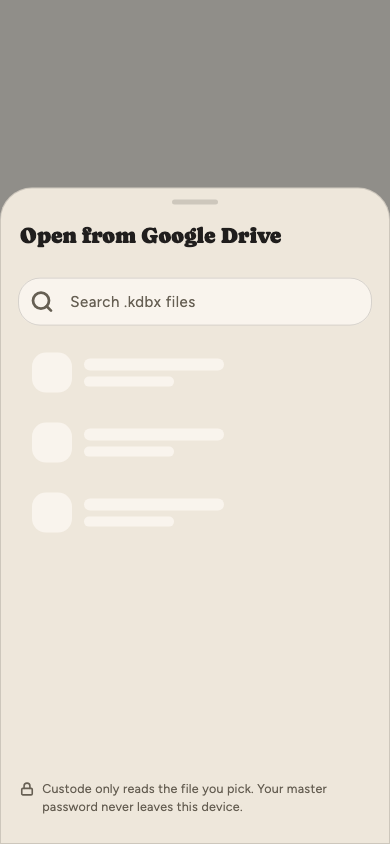 Open from Google Drive
Search .kdbx files
Custode only reads the file you pick. Your master
password never leaves this device.